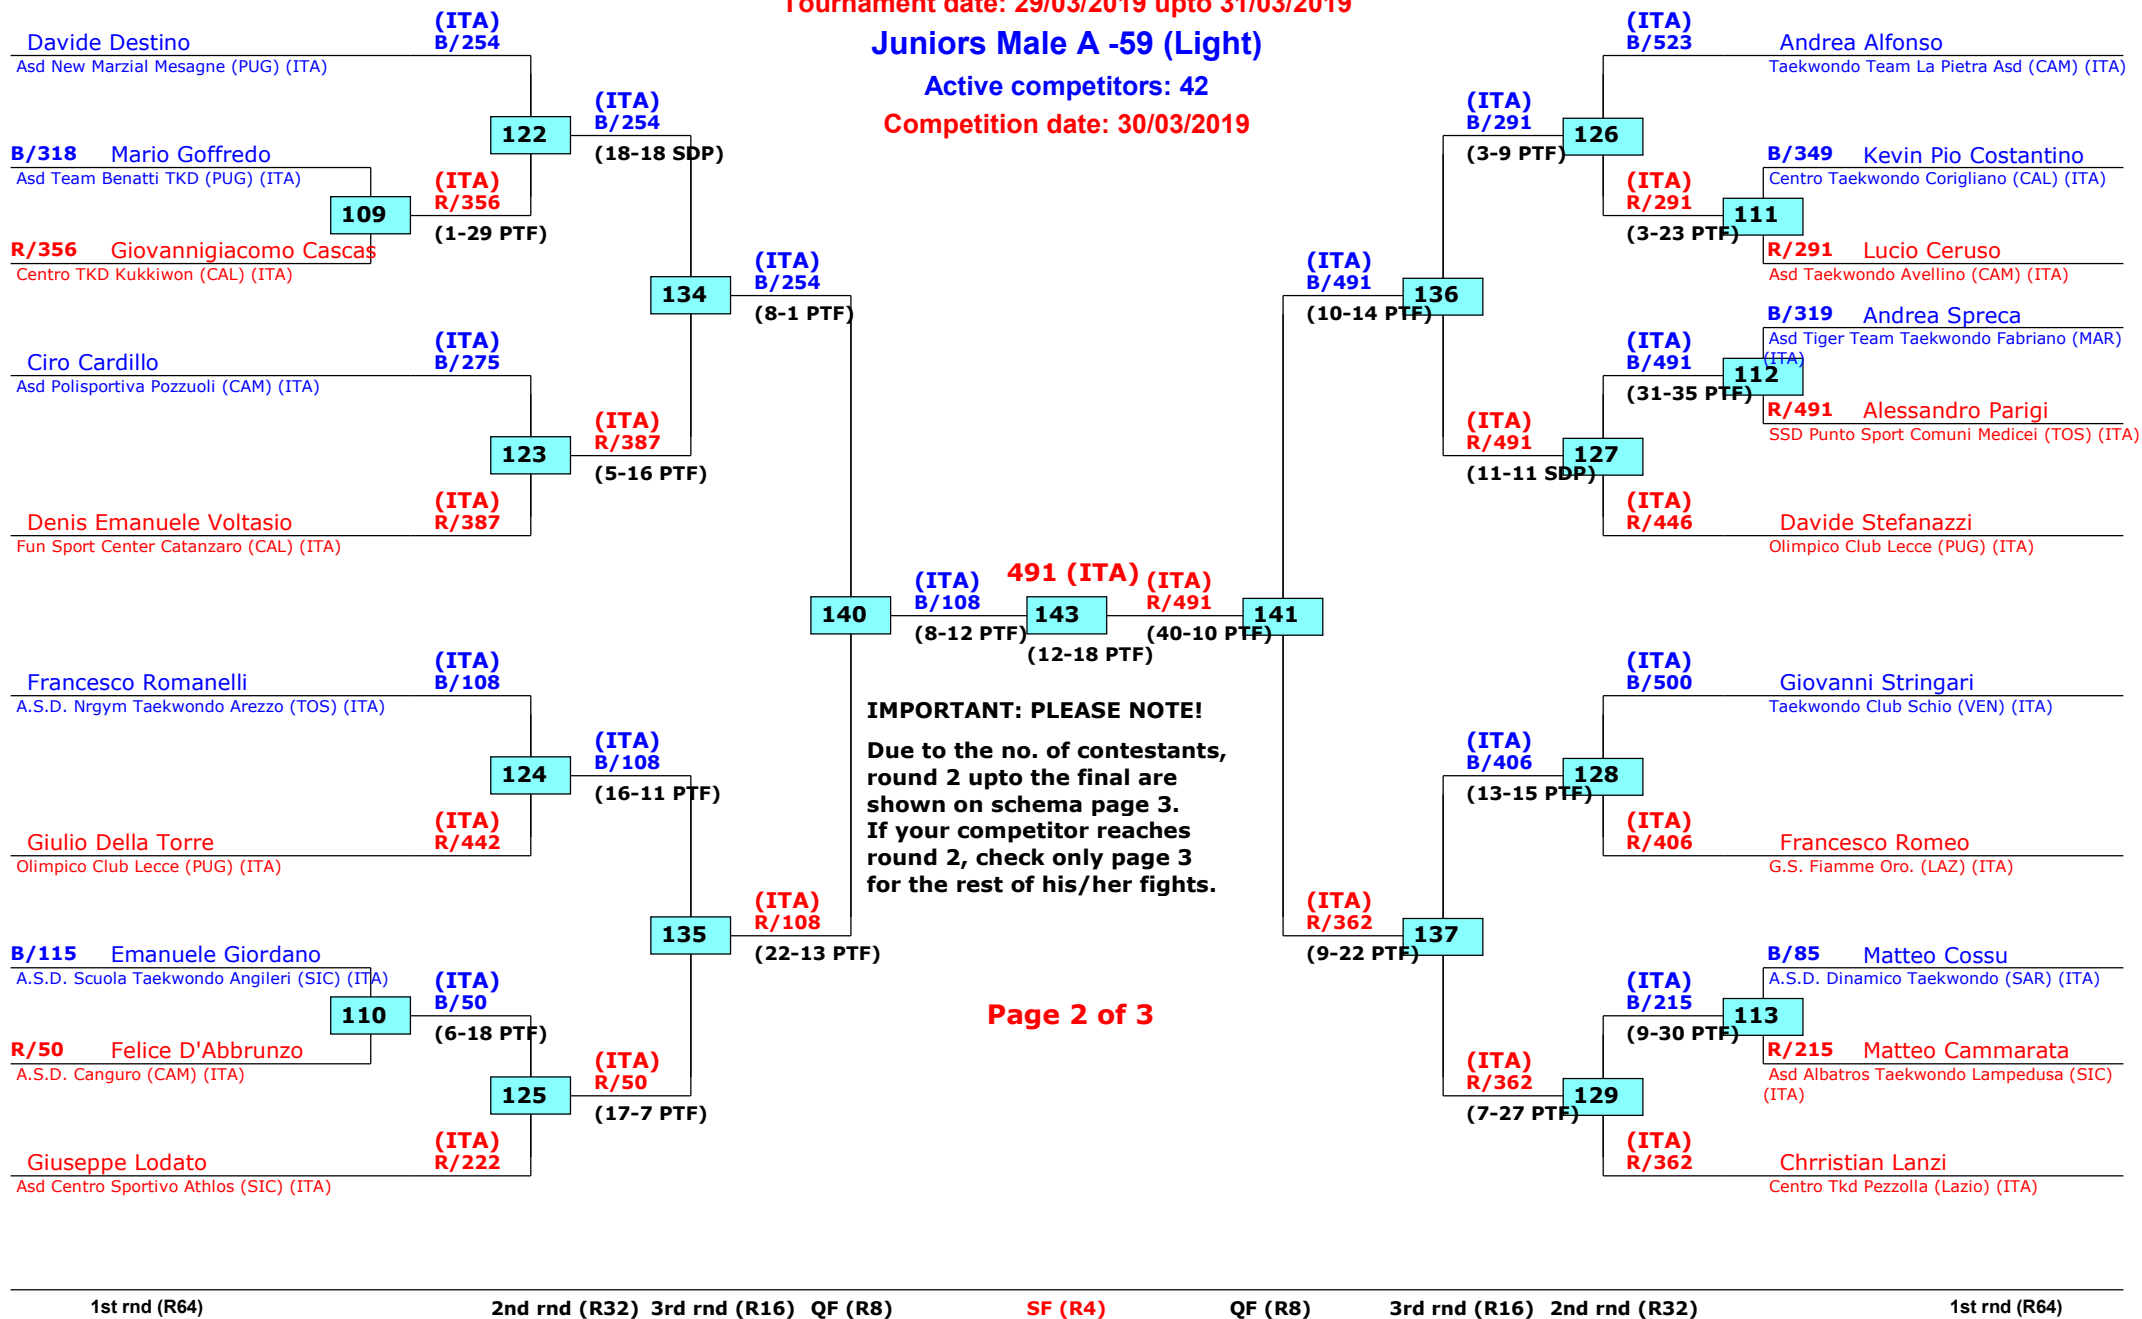 Tournament date: 29/03/2019 upto 31/03/2019
Juniors Male A -59 (Light)
Active competitors: 42
Competition date: 30/03/2019
(ITA)
Davide Destino B/254
Asd New Marzial Mesagne (PUG) (ITA)
(ITA)
B/254
122
(18-18 SDP)
B/318 Mario Goffredo
Asd Team Benatti TKD (PUG) (ITA)
(ITA)
R/356
109
(1-29 PTF)
R/356 Giovannigiacomo Cascas
Centro TKD Kukkiwon (CAL) (ITA)
(ITA)
B/254
134
(8-1 PTF)
(ITA)
Ciro Cardillo B/275
Asd Polisportiva Pozzuoli (CAM) (ITA)
(ITA)
R/387
123
(5-16 PTF)
(ITA)
Denis Emanuele Voltasio R/387
Fun Sport Center Catanzaro (CAL) (ITA)
(ITA)
B/108
140
(8-12 PTF)
(ITA)
Francesco Romanelli B/108
A.S.D. Nrgym Taekwondo Arezzo (TOS) (ITA)
(ITA)
B/108
124
(16-11 PTF)
(ITA)
Giulio Della Torre R/442
Olimpico Club Lecce (PUG) (ITA)
(ITA)
R/108
135
(22-13 PTF)
B/115 Emanuele Giordano
A.S.D. Scuola Taekwondo Angileri (SIC) (ITA)
(ITA)
B/50
110
(6-18 PTF)
R/50 Felice D'Abbrunzo
A.S.D. Canguro (CAM) (ITA)
(ITA)
R/50
125
(17-7 PTF)
(ITA)
Giuseppe Lodato R/222
Asd Centro Sportivo Athlos (SIC) (ITA)
491 (ITA)
143
(12-18 PTF)
IMPORTANT: PLEASE NOTE!
Due to the no. of contestants,
round 2 upto the final are
shown on schema page 3.
If your competitor reaches
round 2, check only page 3
for the rest of his/her fights.
Page 2 of 3
(ITA)
R/491
141
(40-10 PTF)
(ITA)
B/523 Andrea Alfonso
Taekwondo Team La Pietra Asd (CAM) (ITA)
(ITA)
B/291
126
(3-9 PTF)
B/349 Kevin Pio Costantino
Centro Taekwondo Corigliano (CAL) (ITA)
(ITA)
R/291
111
(3-23 PTF)
R/291 Lucio Ceruso
Asd Taekwondo Avellino (CAM) (ITA)
(ITA)
B/491
136
(10-14 PTF)
B/319 Andrea Spreca
Asd Tiger Team Taekwondo Fabriano (MAR)
(ITA)
(ITA)
B/491
112
(31-35 PTF)
R/491 Alessandro Parigi
SSD Punto Sport Comuni Medicei (TOS) (ITA)
(ITA)
R/491
127
(11-11 SDP)
(ITA)
R/446 Davide Stefanazzi
Olimpico Club Lecce (PUG) (ITA)
(ITA)
B/500 Giovanni Stringari
Taekwondo Club Schio (VEN) (ITA)
(ITA)
B/406
128
(13-15 PTF)
(ITA)
R/406 Francesco Romeo
G.S. Fiamme Oro. (LAZ) (ITA)
(ITA)
R/362
137
(9-22 PTF)
B/85 Matteo Cossu
A.S.D. Dinamico Taekwondo (SAR) (ITA)
(ITA)
B/215
113
(9-30 PTF)
R/215 Matteo Cammarata
Asd Albatros Taekwondo Lampedusa (SIC)
(ITA)
(ITA)
R/362
129
(7-27 PTF)
(ITA)
R/362 Chrristian Lanzi
Centro Tkd Pezzolla (Lazio) (ITA)
1st rnd (R64) 2nd rnd (R32) 3rd rnd (R16) QF (R8) SF (R4) QF (R8) 3rd rnd (R16) 2nd rnd (R32) 1st rnd (R64)